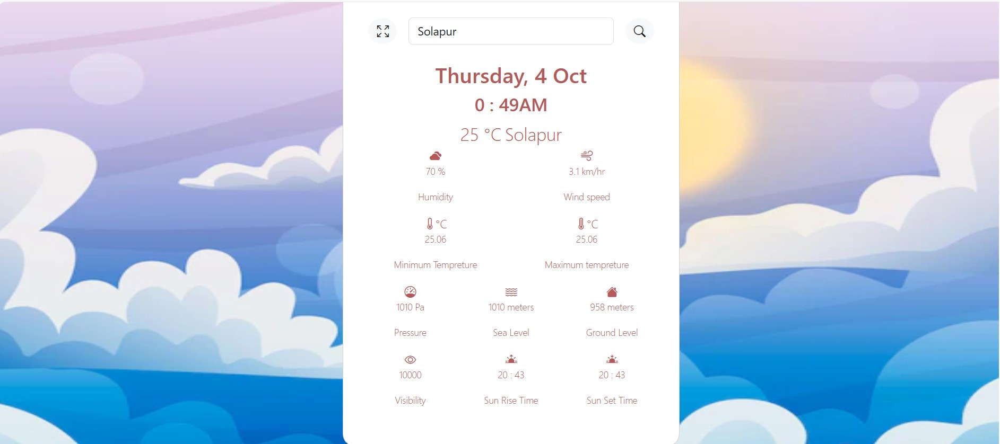 Solapur
Thursday, 4 Oct
0 : 49AM
25 °C Solapur
70 %
3.1 km/hr
Humidity
Wind speed
°C
°C
25.06
25.06
Minimum Tempreture
Maximum tempreture
1010 Pa
1010 meters
958 meters
Pressure
Sea Level
Ground Level
10000
20 : 43
20 : 43
Visibility
Sun Rise Time
Sun Set Time